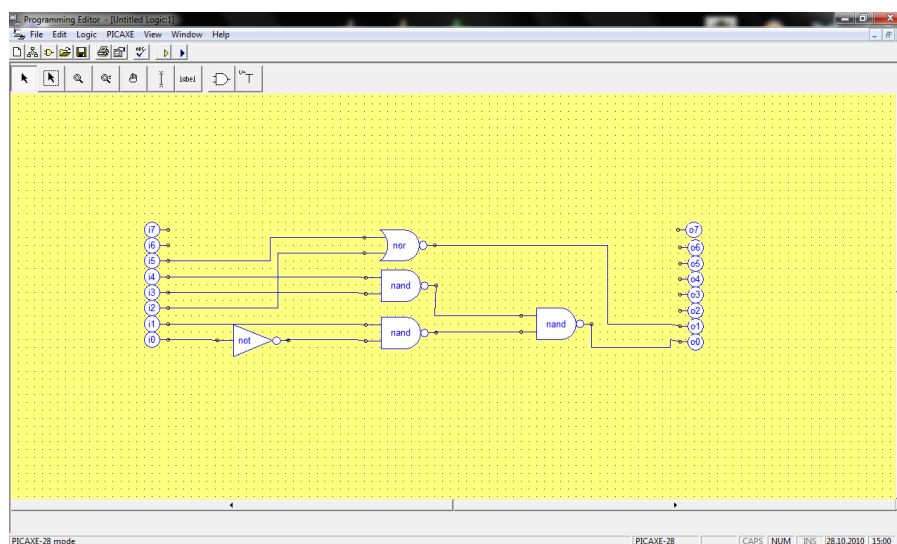 Programming Editor - [Untitled Logic:1]
File Edit Logic PICAXE View Window Help
label
i7
i6
i5
i4
i3
i2
i1
i0
not
nor
nand
nand
nand
o7
o6
o5
o4
o3
o2
o1
o0
PICAXE-28 mode PICAXE-28 CAPS NUM INS 28.10.2010 15:00